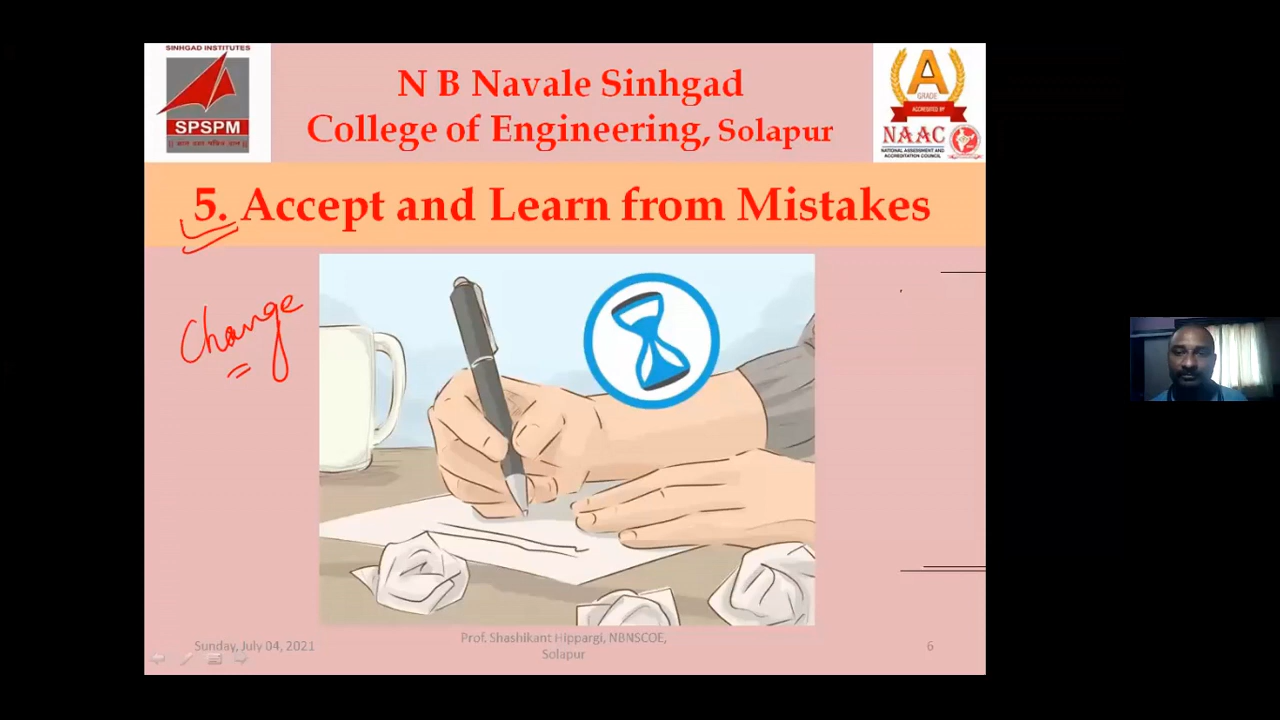 SINHGAD INSTITUTES
SPSPM
N B Navale Sinhgad
College of Engineering, Solapur
A
GRADE
ACCREDITED BY
NAAC
NATIONAL ASSESSMENT AND
ACCREDITATION COUNCIL
5. Accept and Learn from Mistakes
Change
Sunday, July 04, 2021
Prof. Shashikant Hippargi, NBNSCOE,
Solapur
6